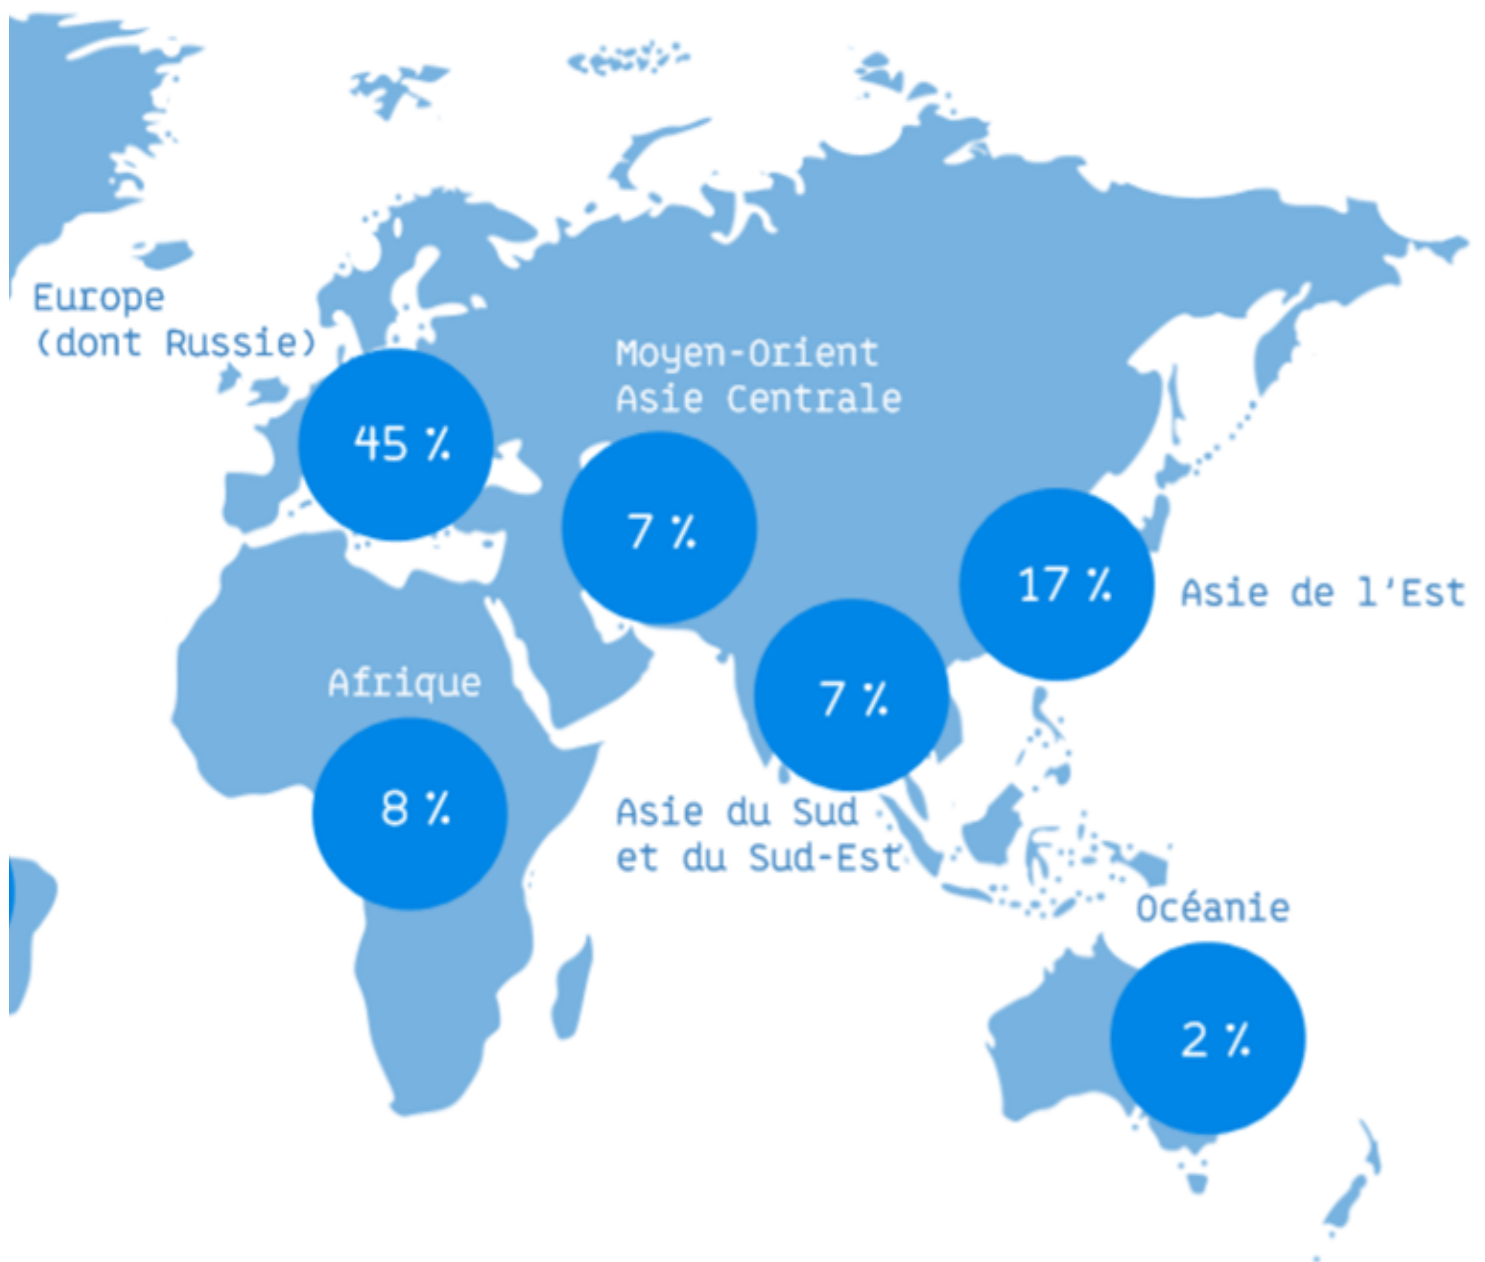 Europe
(dont Russie)
45 %
Moyen-Orient
Asie Centrale
7 %
17 %
Asie de l'Est
7 %
Asie du Sud
et du Sud-Est
Afrique
8 %
Océanie
2 %